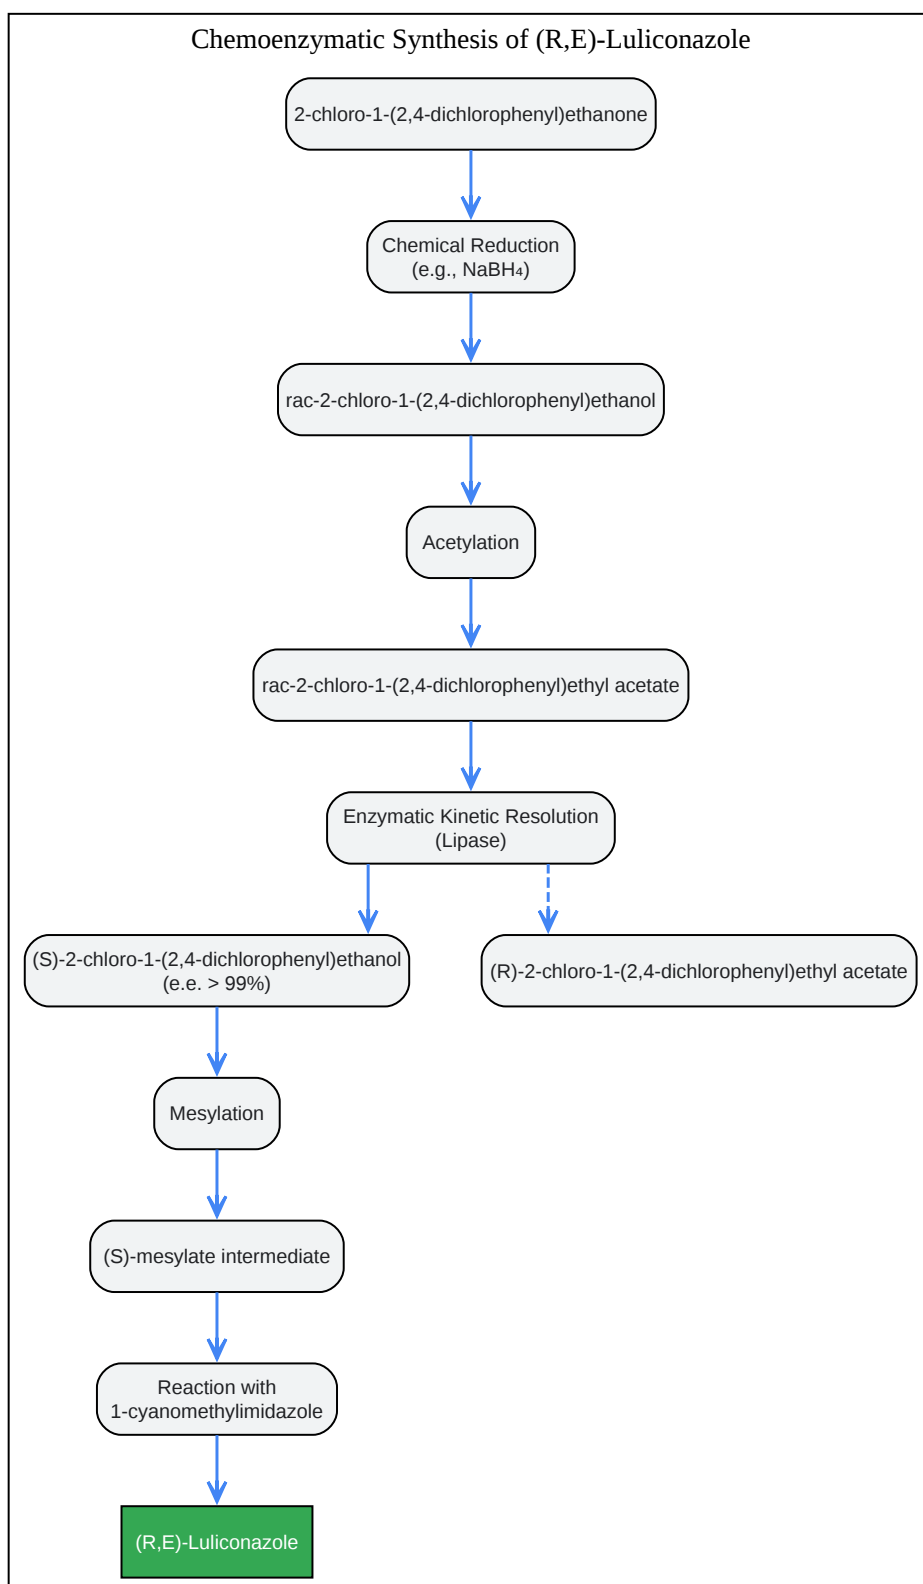 Chemoenzymatic Synthesis of (R,E)-Luliconazole
2-chloro-1-(2,4-dichlorophenyl)ethanone
Chemical Reduction
(e.g., NaBH₄)
rac-2-chloro-1-(2,4-dichlorophenyl)ethanol
Acetylation
rac-2-chloro-1-(2,4-dichlorophenyl)ethyl acetate
Enzymatic Kinetic Resolution
(Lipase)
(S)-2-chloro-1-(2,4-dichlorophenyl)ethanol
(e.e. > 99%)
(R)-2-chloro-1-(2,4-dichlorophenyl)ethyl acetate
Mesylation
(S)-mesylate intermediate
Reaction with
1-cyanomethylimidazole
(R,E)-Luliconazole